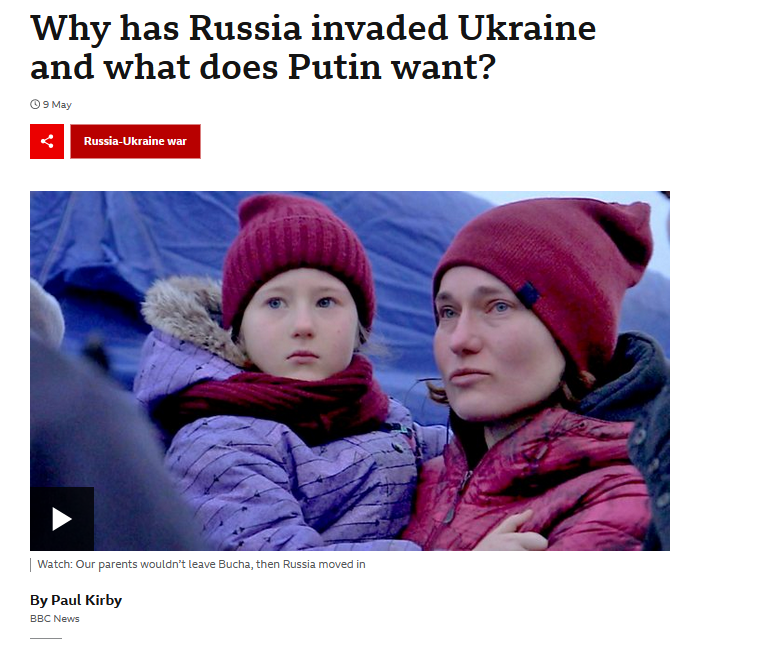 Why has Russia invaded Ukraine
and what does Putin want?
9 May
Russia-Ukraine war
Watch: Our parents wouldn't leave Bucha, then Russia moved in
By Paul Kirby
BBC News